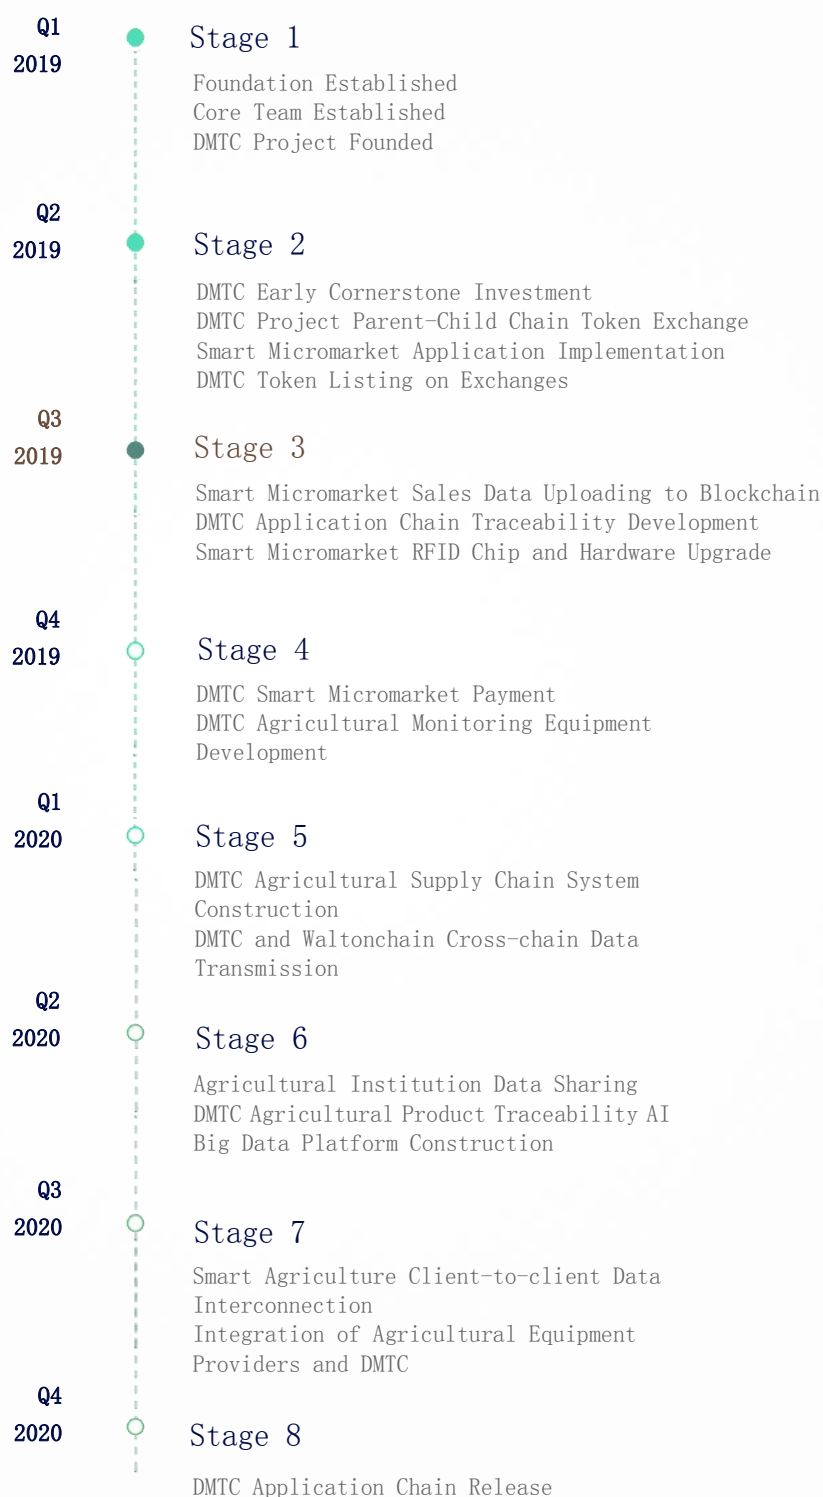 Q1
2019
Stage 1
Foundation Established
Core Team Established
DMTC Project Founded
Q2
2019
Stage 2
DMTC Early Cornerstone Investment
DMTC Project Parent-Child Chain Token Exchange
Smart Micromarket Application Implementation
DMTC Token Listing on Exchanges
Q3
2019
Stage 3
Smart Micromarket Sales Data Uploading to Blockchain
DMTC Application Chain Traceability Development
Smart Micromarket RFID Chip and Hardware Upgrade
Q4
2019
Stage 4
DMTC Smart Micromarket Payment
DMTC Agricultural Monitoring Equipment
Development
Q1
2020
Stage 5
DMTC Agricultural Supply Chain System
Construction
DMTC and Waltonchain Cross-chain Data
Transmission
Q2
2020
Stage 6
Agricultural Institution Data Sharing
DMTC Agricultural Product Traceability AI
Big Data Platform Construction
Q3
2020
Stage 7
Smart Agriculture Client-to-client Data
Interconnection
Integration of Agricultural Equipment
Providers and DMTC
Q4
2020
Stage 8
DMTC Application Chain Release